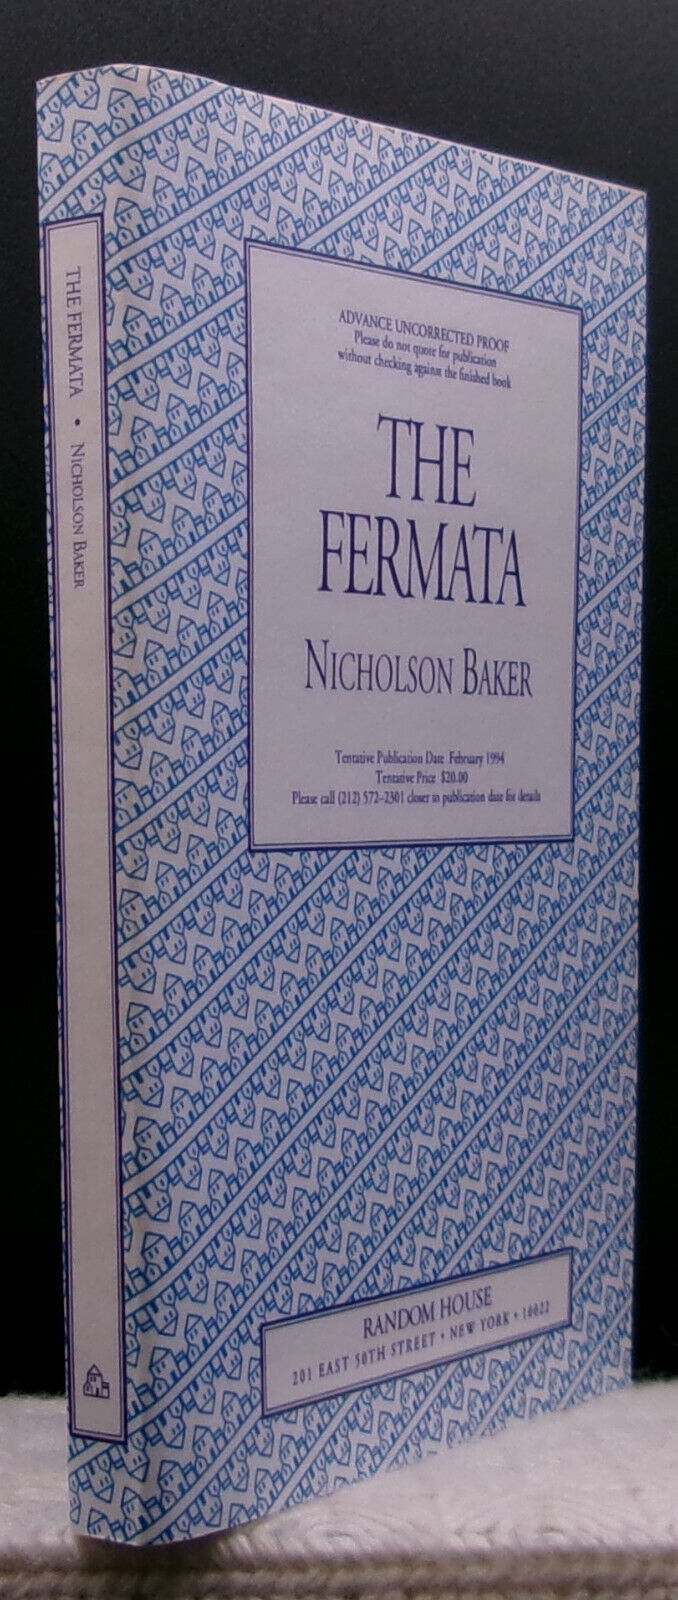 THE FERMATA • NICHOLSON BAKER
ADVANCE UNCORRECTED PROOF
Please do not quote for publication
without checking against the finished book
THE
FERMATA
NICHOLSON BAKER
Tentative Publication Date February 1994
Tentative Price $20.00
Please call (212) 572-2301 closer to publication date for details
RANDOM HOUSE
201 EAST 50TH STREET • NEW YORK • 10022